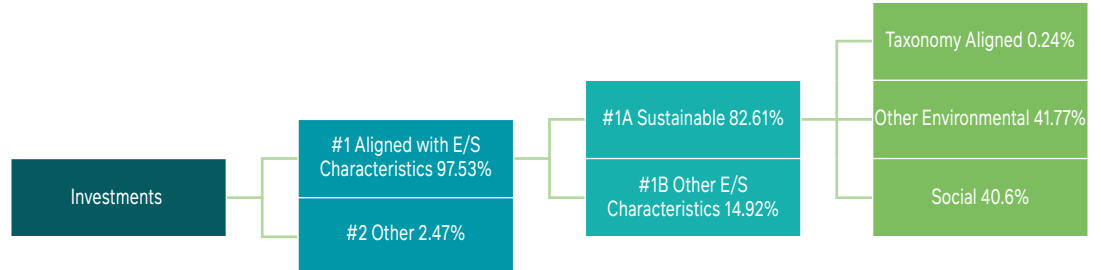 Investments
#1 Aligned with E/S
Characteristics 97.53%
#2 Other 2.47%
#1A Sustainable 82.61%
#1B Other E/S
Characteristics 14.92%
Taxonomy Aligned 0.24%
Other Environmental 41.77%
Social 40.6%